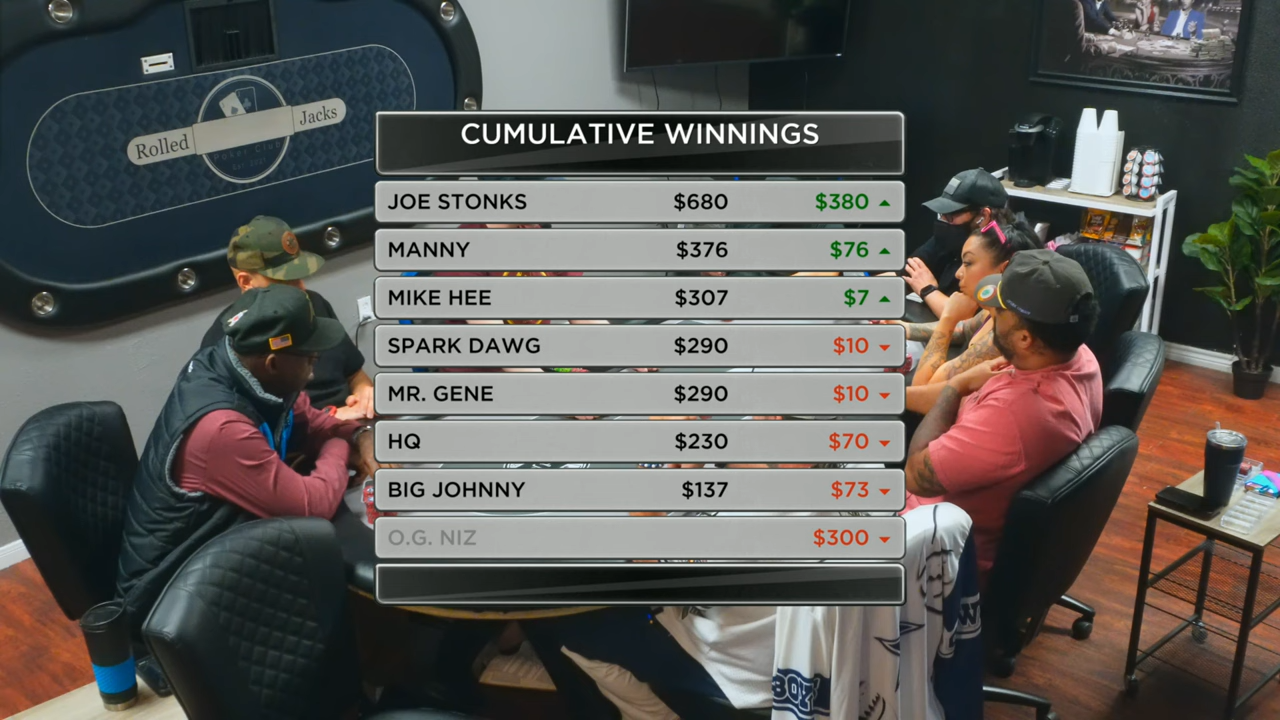 Rolled Jacks
CUMULATIVE WINNINGS
JOE STONKS $680 $380
MANNY $376 $76
MIKE HEE $307 $7
SPARK DAWG $290 $10
MR. GENE $290 $10
HQ $230 $70
BIG JOHNNY $137 $73
O.G. NIZ $300